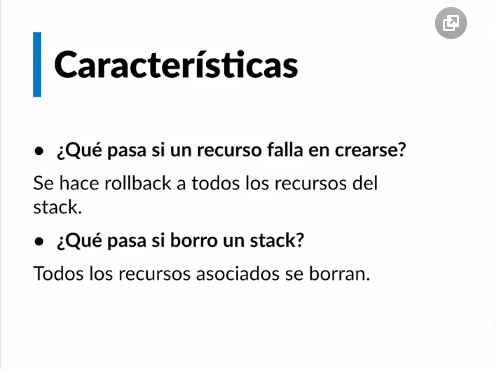 Características
● ¿Qué pasa si un recurso falla en crearse?
Se hace rollback a todos los recursos del
stack.
● ¿Qué pasa si borro un stack?
Todos los recursos asociados se borran.